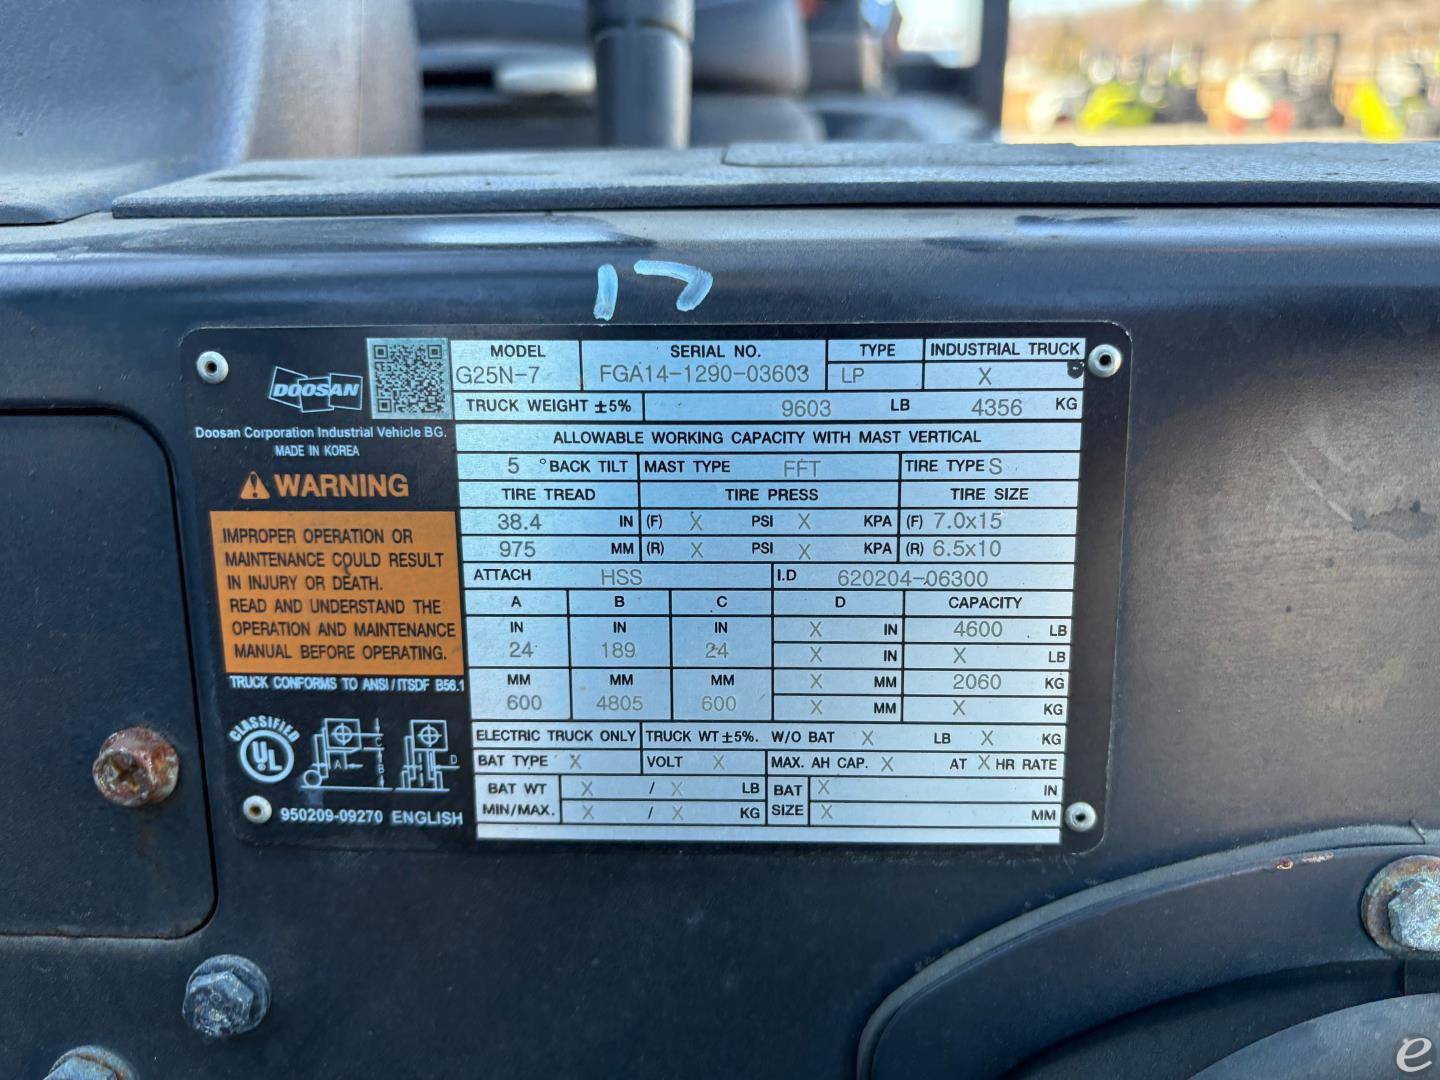 17
DOOSAN
Doosan Corporation Industrial Vehicle BG.
MADE IN KOREA
WARNING
IMPROPER OPERATION OR
MAINTENANCE COULD RESULT
IN INJURY OR DEATH.
READ AND UNDERSTAND THE
OPERATION AND MAINTENANCE
MANUAL BEFORE OPERATING.
TRUCK CONFORMS TO ANSI/ITSDF B56.1
CLASSIFIED
UL
A B C D
950209-09270 ENGLISH
MODEL SERIAL NO. TYPE INDUSTRIAL TRUCK
G25N-7 FGA14-1290-03603 LP X
TRUCK WEIGHT ±5% 9603 LB 4356 KG
ALLOWABLE WORKING CAPACITY WITH MAST VERTICAL
5 °BACK TILT MAST TYPE FFT TIRE TYPE S
TIRE TREAD TIRE PRESS TIRE SIZE
38.4 IN (F) X PSI X KPA (F) 7.0x15
975 MM (R) X PSI X KPA (R) 6.5x10
ATTACH HSS I.D 620204-06300
A B C D CAPACITY
IN IN IN X IN 4600 LB
24 189 24 X IN X LB
MM MM MM X MM 2060 KG
600 4805 600 X MM X KG
ELECTRIC TRUCK ONLY TRUCK WT ±5%. W/O BAT X LB X KG
BAT TYPE X VOLT X MAX. AH CAP. X AT X HR RATE
BAT WT X / X LB BAT X IN
MIN/MAX. X / X KG SIZE X MM
e